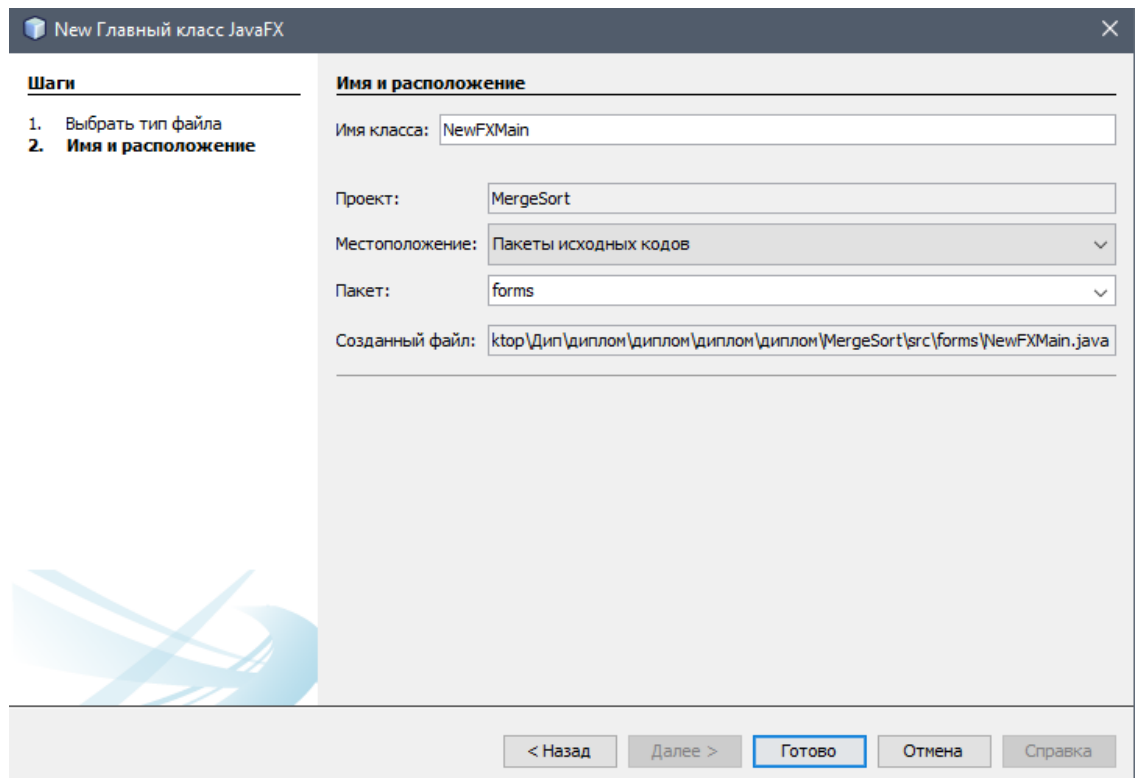 New Главный класс JavaFX
Шаги
1. Выбрать тип файла
2. Имя и расположение
Имя и расположение
Имя класса: NewFXMain
Проект: MergeSort
Местоположение: Пакеты исходных кодов
Пакет: forms
Созданный файл: ktop\Дип\диплом\диплом\диплом\диплом\MergeSort\src\forms\NewFXMain.java
< Назад Далее > Готово Отмена Справка